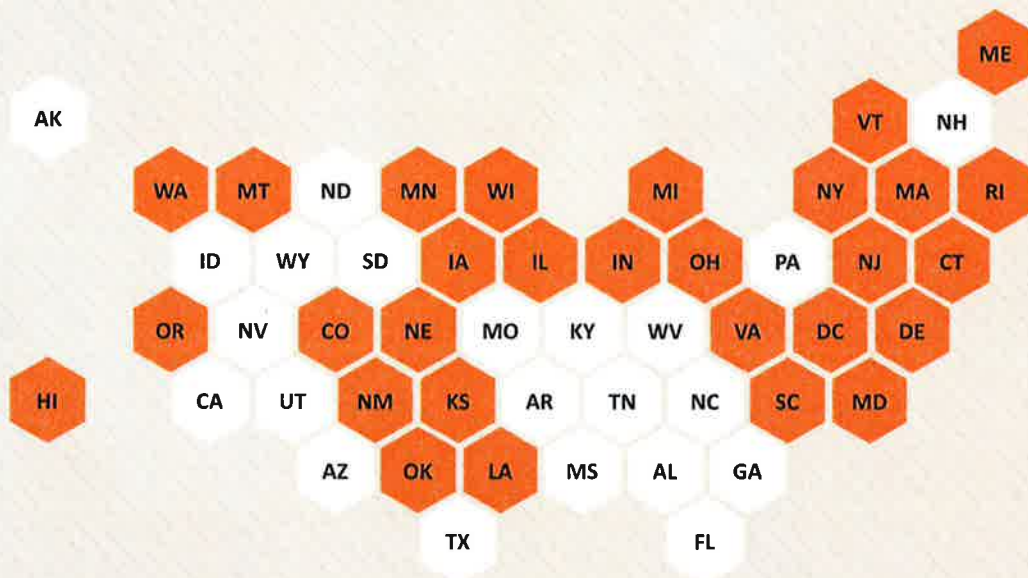 ME
AK VT NH
WA MT ND MN WI MI NY MA RI
ID WY SD IA IL IN OH PA NJ CT
OR NV CO NE MO KY WV VA DC DE
HI CA UT NM KS AR TN NC SC MD
AZ OK LA MS AL GA
TX FL